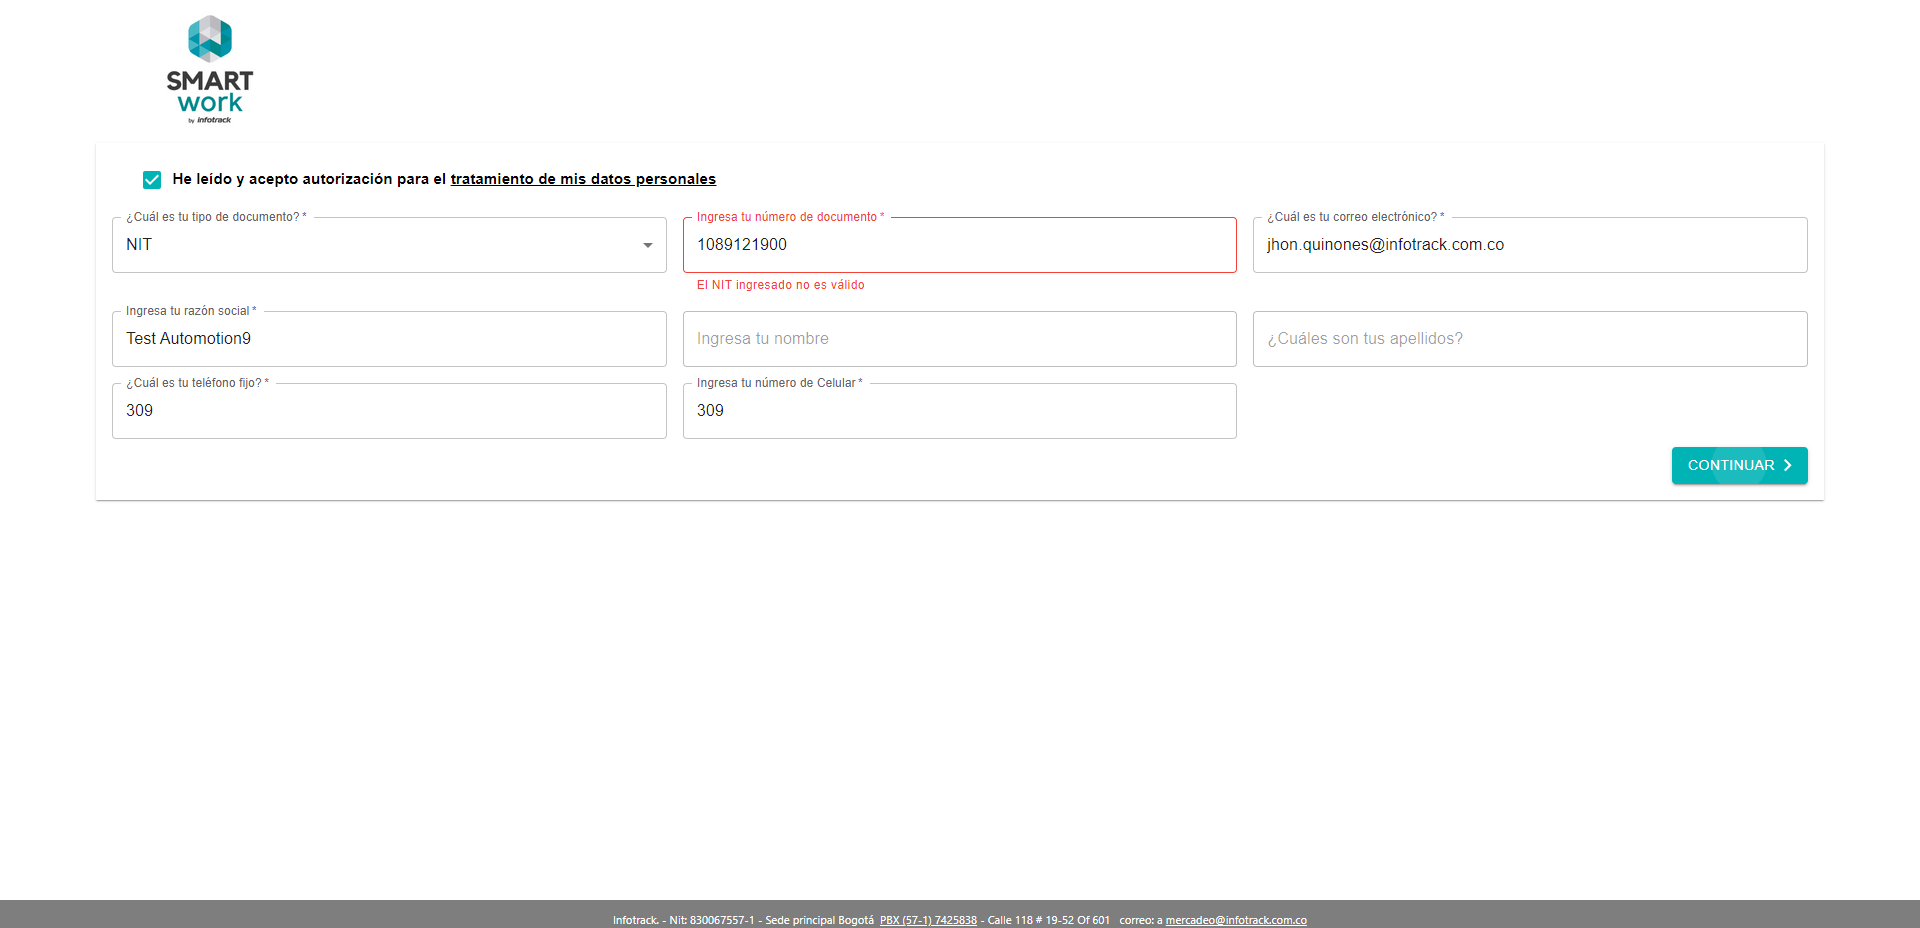 SMART
work
by infotrack
He leído y acepto autorización para el tratamiento de mis datos personales
¿Cuál es tu tipo de documento? *
NIT
Ingresa tu número de documento *
1089121900
El NIT ingresado no es válido
¿Cuál es tu correo electrónico? *
jhon.quinones@infotrack.com.co
Ingresa tu razón social *
Test Automotion9
Ingresa tu nombre
¿Cuáles son tus apellidos?
¿Cuál es tu teléfono fijo? *
309
Ingresa tu número de Celular *
309
CONTINUAR
Infotrack. - Nit: 830067557-1 - Sede principal Bogotá PBX (57-1) 7425838 - Calle 118 # 19-52 Of 601 correo: a mercadeo@infotrack.com.co